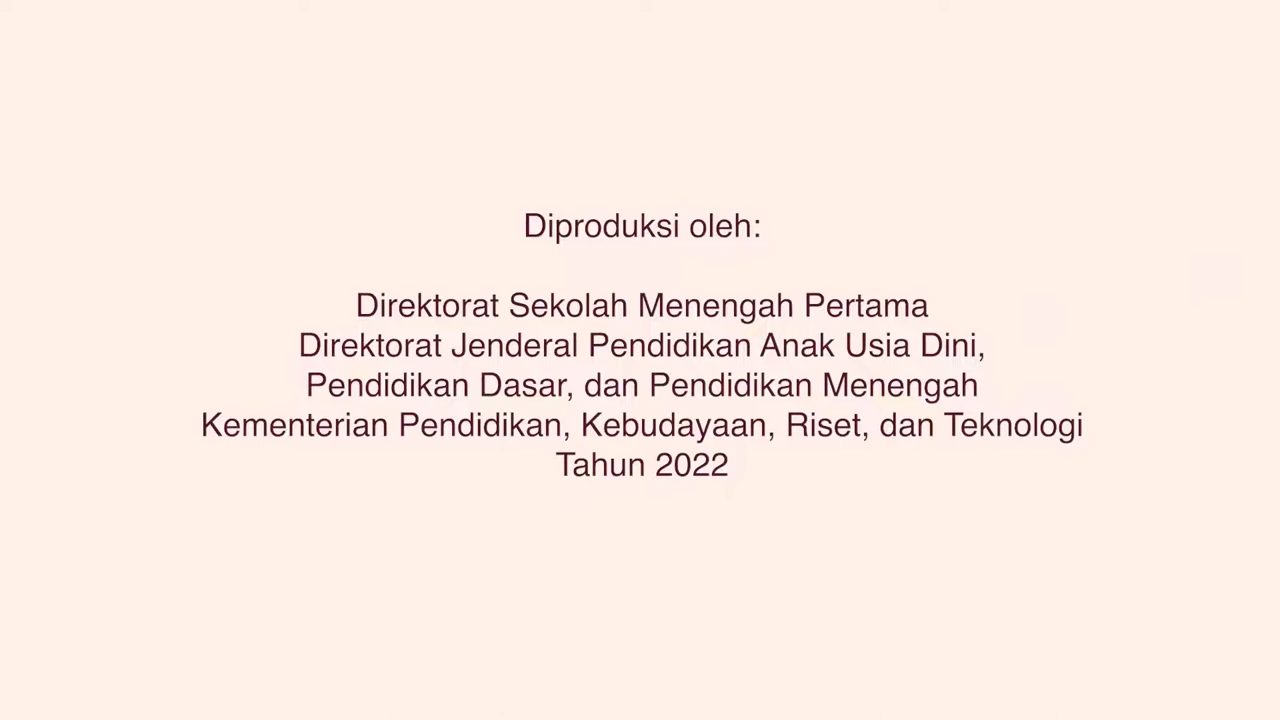 Diproduksi oleh:
Direktorat Sekolah Menengah Pertama
Direktorat Jenderal Pendidikan Anak Usia Dini,
Pendidikan Dasar, dan Pendidikan Menengah
Kementerian Pendidikan, Kebudayaan, Riset, dan Teknologi
Tahun 2022